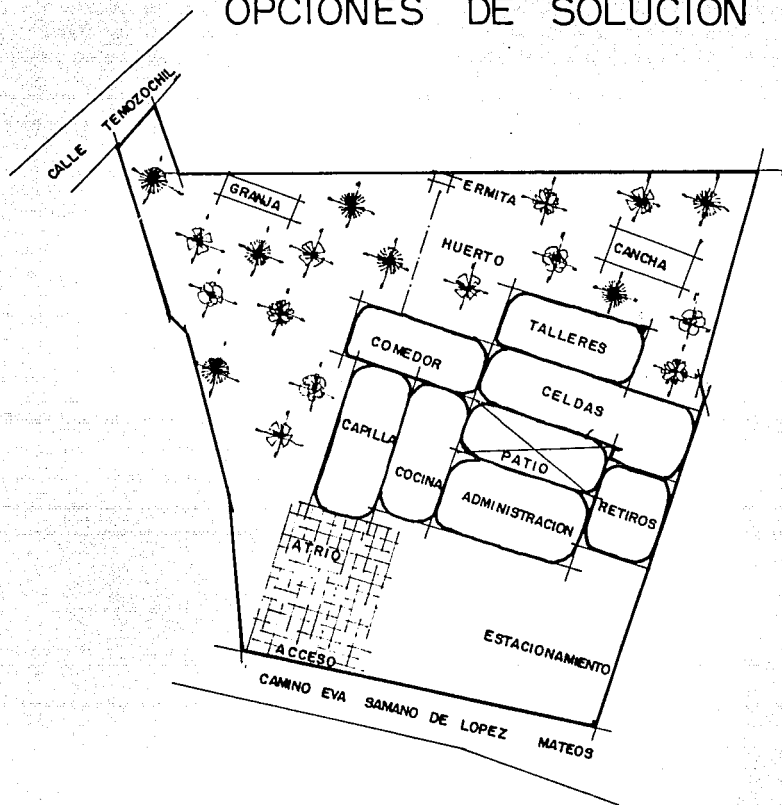 OPCIONES DE SOLUCION
CALLE TEMOZOCHIL
GRANJA
ERMITA
HUERTO
CANCHA
TALLERES
COMEDOR
CELDAS
CAPILLA
COCINA
PATIO
ADMINISTRACION
RETIROS
ATRIO
ESTACIONAMIENTO
ACCESO
CAMINO EVA SAMANO DE LOPEZ MATEOS